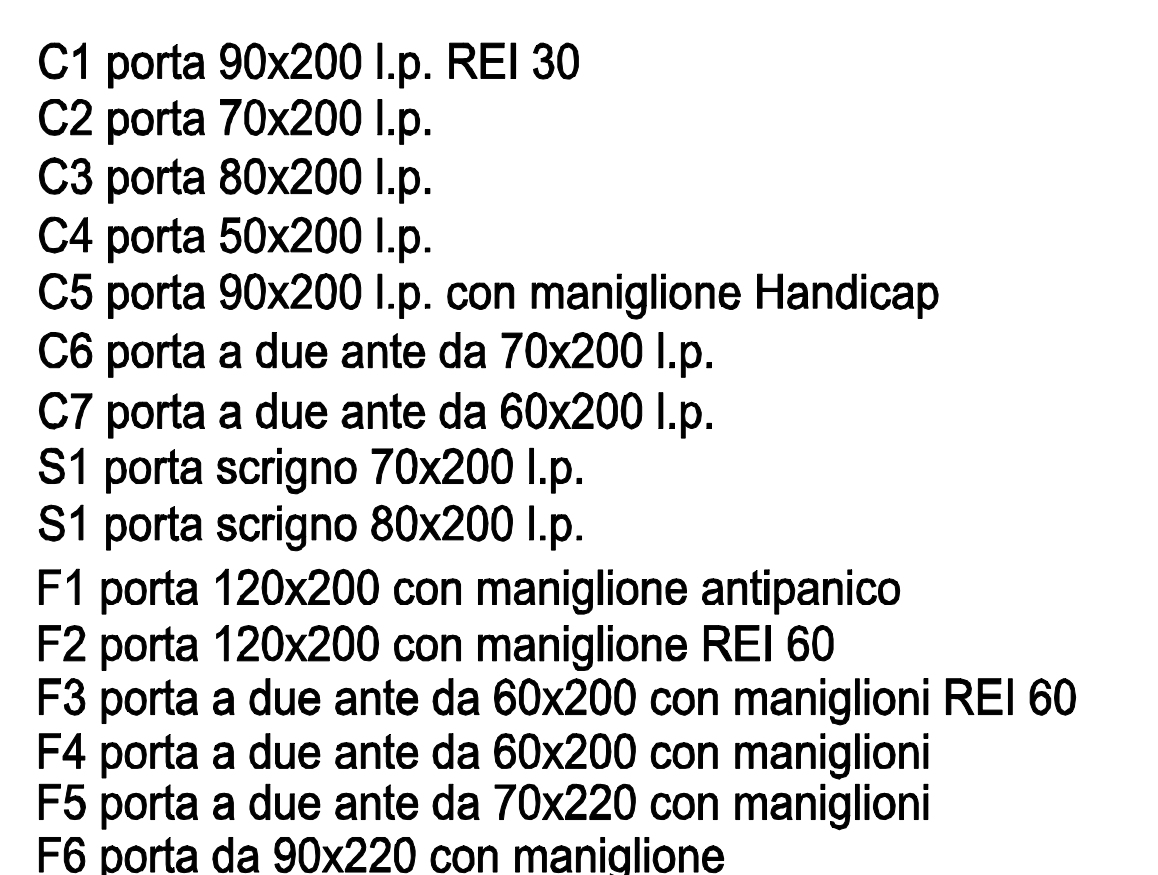 C1 porta 90x200 l.p. REI 30
C2 porta 70x200 l.p.
C3 porta 80x200 l.p.
C4 porta 50x200 l.p.
C5 porta 90x200 l.p. con maniglione Handicap
C6 porta a due ante da 70x200 l.p.
C7 porta a due ante da 60x200 l.p.
S1 porta scrigno 70x200 l.p.
S1 porta scrigno 80x200 l.p.
F1 porta 120x200 con maniglione antipanico
F2 porta 120x200 con maniglione REI 60
F3 porta a due ante da 60x200 con maniglioni REI 60
F4 porta a due ante da 60x200 con maniglioni
F5 porta a due ante da 70x220 con maniglioni
F6 porta da 90x220 con maniglione